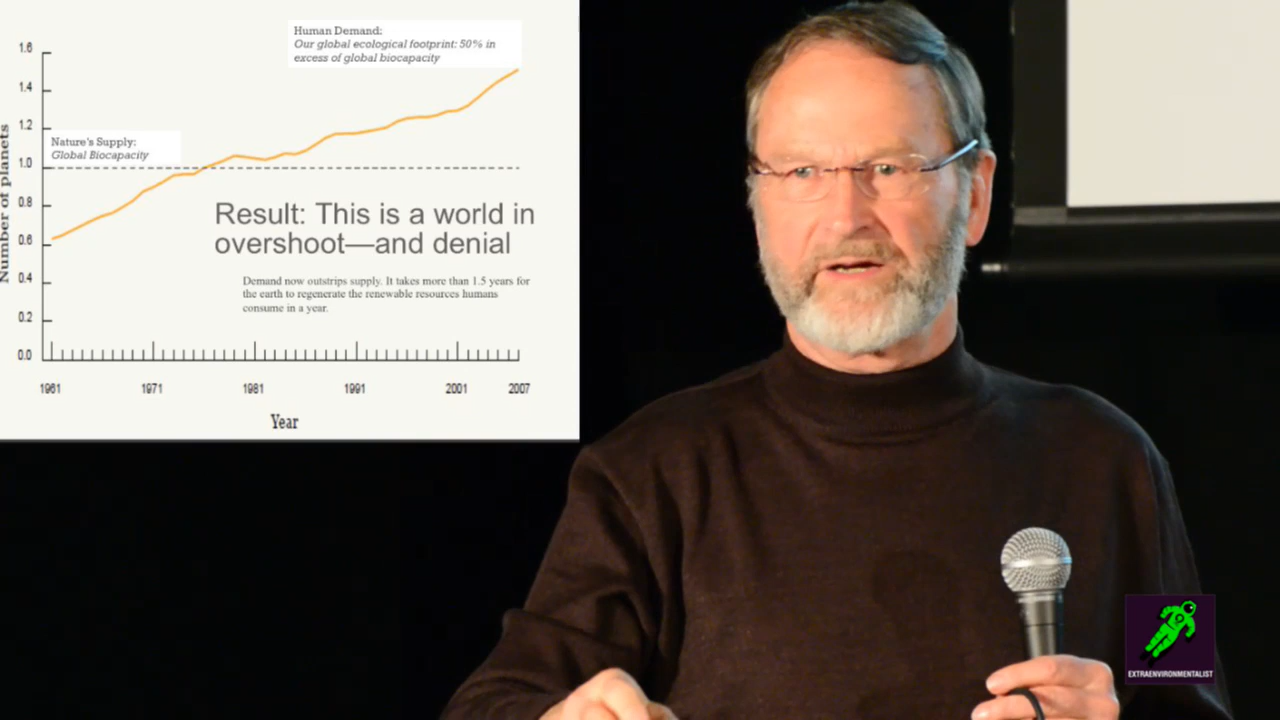 1.6
1.4
1.2
1.0
0.8
0.6
0.4
0.2
0.0
Number of planets
Human Demand:
Our global ecological footprint: 50% in
excess of global biocapacity
Nature's Supply:
Global Biocapacity
Result: This is a world in
overshoot—and denial
Demand now outstrips supply. It takes more than 1.5 years for
the earth to regenerate the renewable resources humans
consume in a year.
1961 1971 1981 1991 2001 2007
Year
EXTRAENVIRONMENTALIST